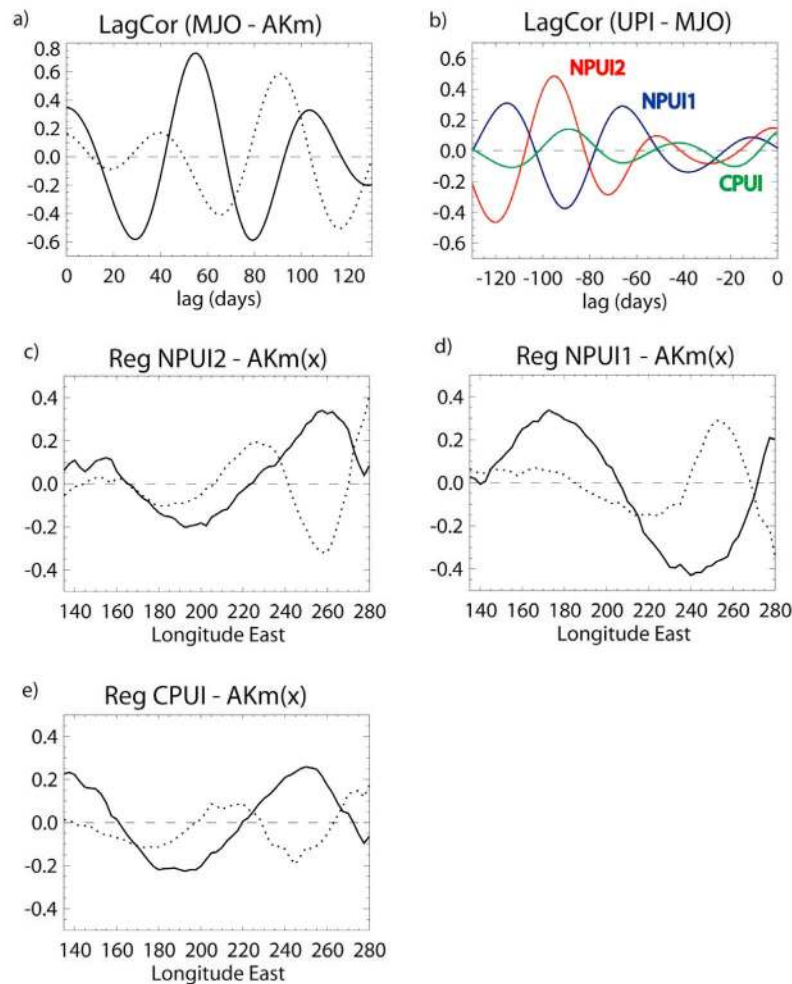 a)
LagCor (MJO - AKm)
0.8
0.6
0.4
0.2
0.0
-0.2
-0.4
-0.6
0 20 40 60 80 100 120
lag (days)
b)
LagCor (UPI - MJO)
NPUI2
NPUI1
CPUI
0.6
0.4
0.2
0.0
-0.2
-0.4
-0.6
-120 -100 -80 -60 -40 -20 0
lag (days)
c)
Reg NPUI2 - AKm(x)
0.4
0.2
0.0
-0.2
-0.4
140 160 180 200 220 240 260 280
Longitude East
d)
Reg NPUI1 - AKm(x)
0.4
0.2
0.0
-0.2
-0.4
140 160 180 200 220 240 260 280
Longitude East
e)
Reg CPUI - AKm(x)
0.4
0.2
0.0
-0.2
-0.4
140 160 180 200 220 240 260 280
Longitude East